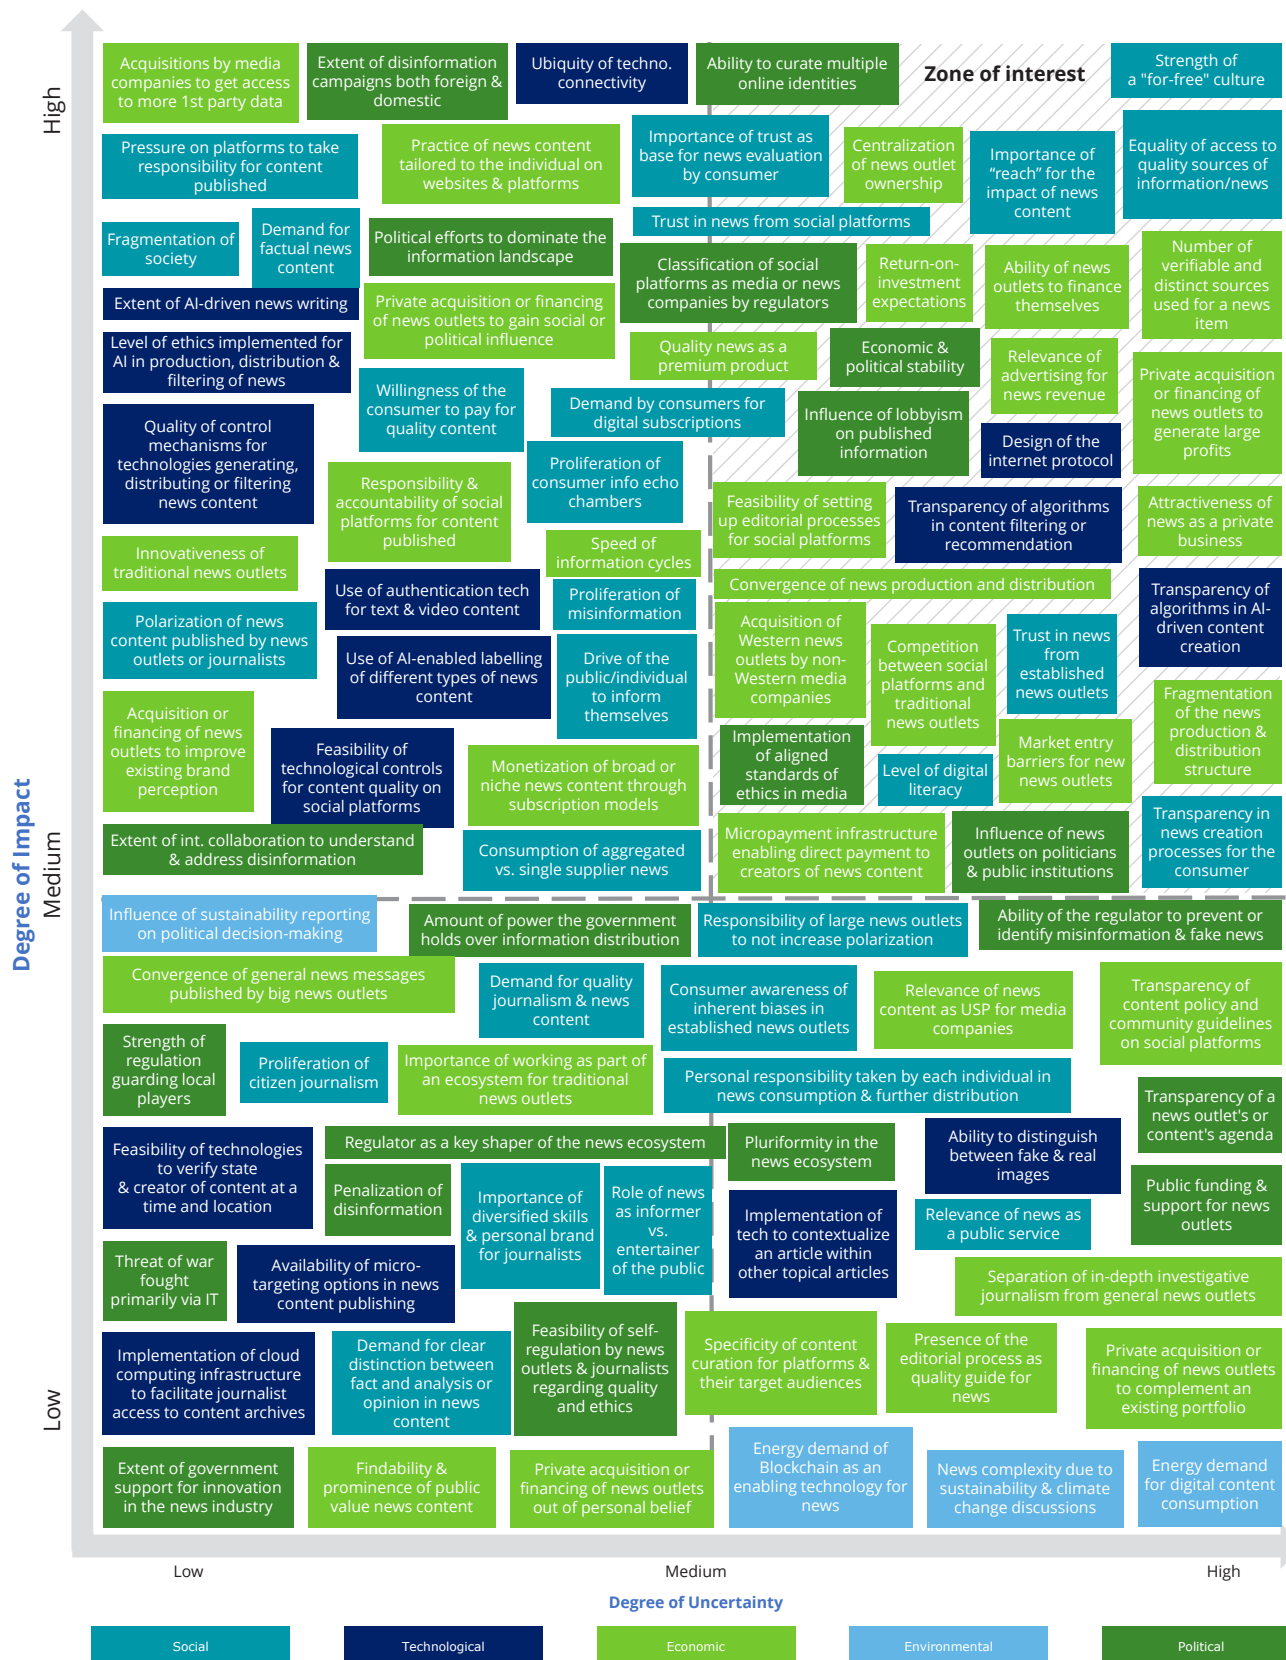 High
Medium
Low
Degree of Impact
Acquisitions by media
companies to get access
to more 1st party data
Extent of disinformation
campaigns both foreign &
domestic
Ubiquity of techno.
connectivity
Ability to curate multiple
online identities
Zone of interest
Strength of
a "for-free" culture
Pressure on platforms to take
responsibility for content
published
Practice of news content
tailored to the individual on
websites & platforms
Importance of trust as
base for news evaluation
by consumer
Centralization
of news outlet
ownership
Importance of
“reach” for the
impact of news
content
Equality of access to
quality sources of
information/news
Fragmentation of
society
Demand for
factual news
content
Political efforts to dominate the
information landscape
Trust in news from social platforms
Classification of social
platforms as media or news
companies by regulators
Return-on-
investment
expectations
Ability of news
outlets to finance
themselves
Number of
verifiable and
distinct sources
used for a news
item
Extent of AI-driven news writing
Private acquisition or financing
of news outlets to gain social or
political influence
Level of ethics implemented for
AI in production, distribution &
filtering of news
Quality news as a
premium product
Economic &
political stability
Relevance of
advertising for
news revenue
Private acquisition
or financing of
news outlets to
generate large
profits
Willingness of the
consumer to pay for
quality content
Demand by consumers for
digital subscriptions
Influence of lobbyism
on published
information
Design of the
internet protocol
Quality of control
mechanisms for
technologies generating,
distributing or filtering
news content
Proliferation of
consumer info echo
chambers
Responsibility &
accountability of social
platforms for content
published
Feasibility of setting
up editorial processes
for social platforms
Transparency of algorithms
in content filtering or
recommendation
Attractiveness of
news as a private
business
Innovativeness of
traditional news outlets
Speed of
information cycles
Use of authentication tech
for text & video content
Proliferation of
misinformation
Convergence of news production and distribution
Transparency of
algorithms in AI-
driven content
creation
Polarization of news
content published by news
outlets or journalists
Use of AI-enabled labelling
of different types of news
content
Drive of the
public/individual
to inform
themselves
Acquisition of
Western news
outlets by non-
Western media
companies
Competition
between social
platforms and
traditional
news outlets
Trust in news
from
established
news outlets
Fragmentation
of the news
production &
distribution
structure
Acquisition or
financing of news
outlets to improve
existing brand
perception
Feasibility of
technological controls
for content quality on
social platforms
Monetization of broad or
niche news content through
subscription models
Implementation
of aligned
standards of
ethics in media
Level of digital
literacy
Market entry
barriers for new
news outlets
Extent of int. collaboration to understand
& address disinformation
Consumption of aggregated
vs. single supplier news
Micropayment infrastructure
enabling direct payment to
creators of news content
Influence of news
outlets on politicians
& public institutions
Transparency in
news creation
processes for the
consumer
Influence of sustainability reporting
on political decision-making
Amount of power the government
holds over information distribution
Responsibility of large news outlets
to not increase polarization
Ability of the regulator to prevent or
identify misinformation & fake news
Convergence of general news messages
published by big news outlets
Demand for quality
journalism & news
content
Consumer awareness of
inherent biases in
established news outlets
Relevance of news
content as USP for media
companies
Transparency of
content policy and
community guidelines
on social platforms
Strength of
regulation
guarding local
players
Proliferation of
citizen journalism
Importance of working as part of
an ecosystem for traditional
news outlets
Personal responsibility taken by each individual in
news consumption & further distribution
Transparency of a
news outlet's or
content's agenda
Feasibility of technologies
to verify state
& creator of content at a
time and location
Regulator as a key shaper of the news ecosystem
Pluriformity in the
news ecosystem
Ability to distinguish
between fake & real
images
Penalization of
disinformation
Importance of
diversified skills
& personal brand
for journalists
Role of news
as informer
vs.
entertainer
of the public
Implementation of
tech to contextualize
an article within
other topical articles
Relevance of news as
a public service
Public funding &
support for news
outlets
Threat of war
fought
primarily via IT
Availability of micro-
targeting options in news
content publishing
Separation of in-depth investigative
journalism from general news outlets
Implementation of cloud
computing infrastructure
to facilitate journalist
access to content archives
Demand for clear
distinction between
fact and analysis or
opinion in news
content
Feasibility of self-
regulation by news
outlets & journalists
regarding quality
and ethics
Specificity of content
curation for platforms &
their target audiences
Presence of the
editorial process as
quality guide for
news
Private acquisition or
financing of news outlets
to complement an
existing portfolio
Extent of government
support for innovation
in the news industry
Findability &
prominence of public
value news content
Private acquisition or
financing of news outlets
out of personal belief
Energy demand of
Blockchain as an
enabling technology for
news
News complexity due to
sustainability & climate
change discussions
Energy demand
for digital content
consumption
Low
Medium
High
Degree of Uncertainty
Social
Technological
Economic
Environmental
Political